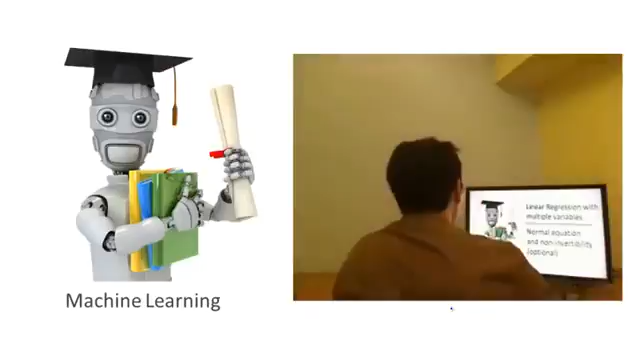 Machine Learning
Linear Regression with
multiple variables
Normal equation
and non invertibility
(optional)